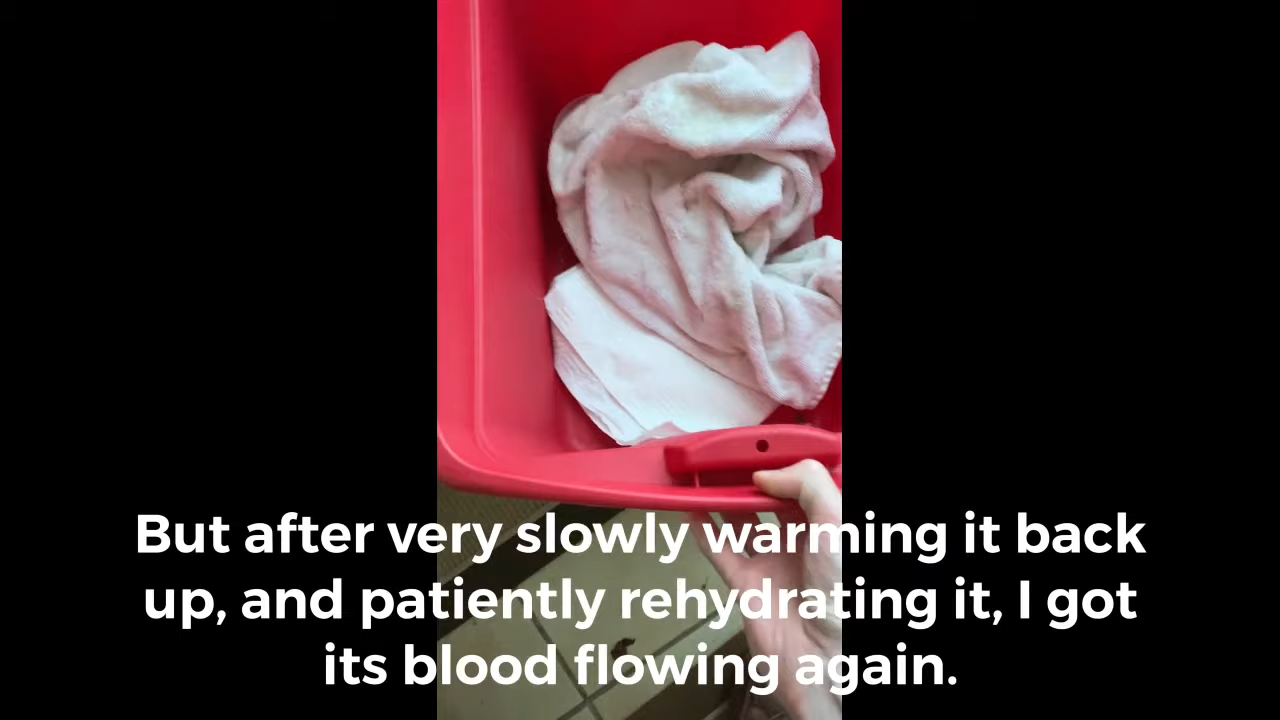 But after very slowly warming it back
up, and patiently rehydrating it, I got
its blood flowing again.